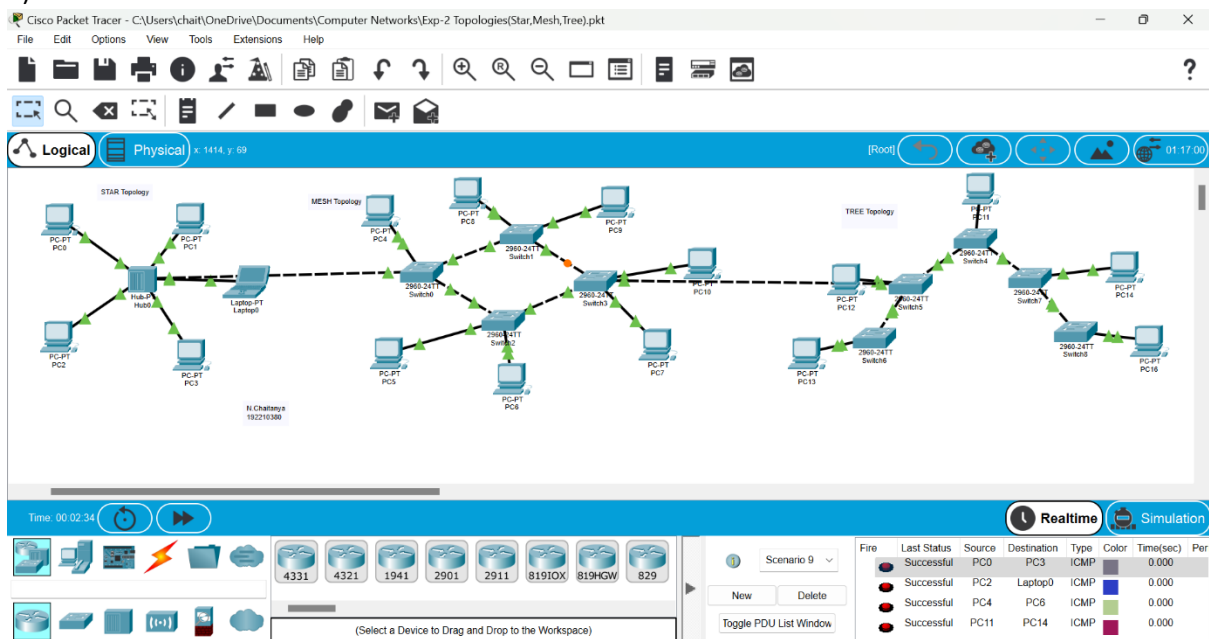 Cisco Packet Tracer - C:\Users\chait\OneDrive\Documents\Computer Networks\Exp-2 Topologies(Star,Mesh,Tree).pkt
File Edit Options View Tools Extensions Help
Logical
Physical
x: 1414, y: 69
[Root]
01:17:00
STAR Topology
PC-PT
PC0
PC-PT
PC1
Hub0
Laptop-PT
Laptop0
PC-PT
PC2
PC-PT
PC3
N.Chaitanya
192210380
MESH Topology
PC-PT
PC4
PC-PT
PC8
PC-PT
PC9
2960-24TT
Switch1
2960-24TT
Switch0
2960-24TT
Switch3
PC10
2960-24TT
Switch2
PC-PT
PC5
PC-PT
PC6
PC-PT
PC7
TREE Topology
PC-PT
PC11
2960-24TT
Switch4
PC-PT
PC12
2960-24TT
Switch5
2960-24TT
Switch7
PC-PT
PC14
2960-24TT
Switch6
PC-PT
PC13
2960-24TT
Switch8
PC-PT
PC16
Time: 00:02:34
Realtime
Simulation
4331 4321 1941 2901 2911 819IOX 819HGW 829
(Select a Device to Drag and Drop to the Workspace)
Scenario 9
New Delete
Toggle PDU List Window
Fire Last Status Source Destination Type Color Time(sec) Per
Successful PC0 PC3 ICMP 0.000
Successful PC2 Laptop0 ICMP 0.000
Successful PC4 PC6 ICMP 0.000
Successful PC11 PC14 ICMP 0.000